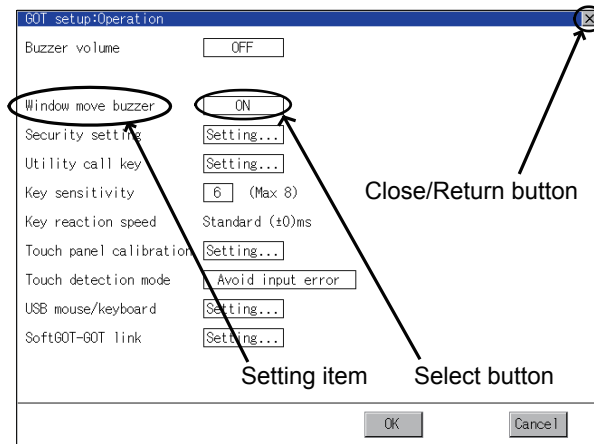 GOT setup:Operation ×
Buzzer volume OFF
Window move buzzer ON
Security setting Setting...
Utility call key Setting...
Key sensitivity 6 (Max 8)
Close/Return button
Key reaction speed Standard (±0)ms
Touch panel calibration Setting...
Touch detection mode Avoid input error
USB mouse/keyboard Setting...
SoftGOT-GOT link Setting...
Setting item Select button
OK Cancel